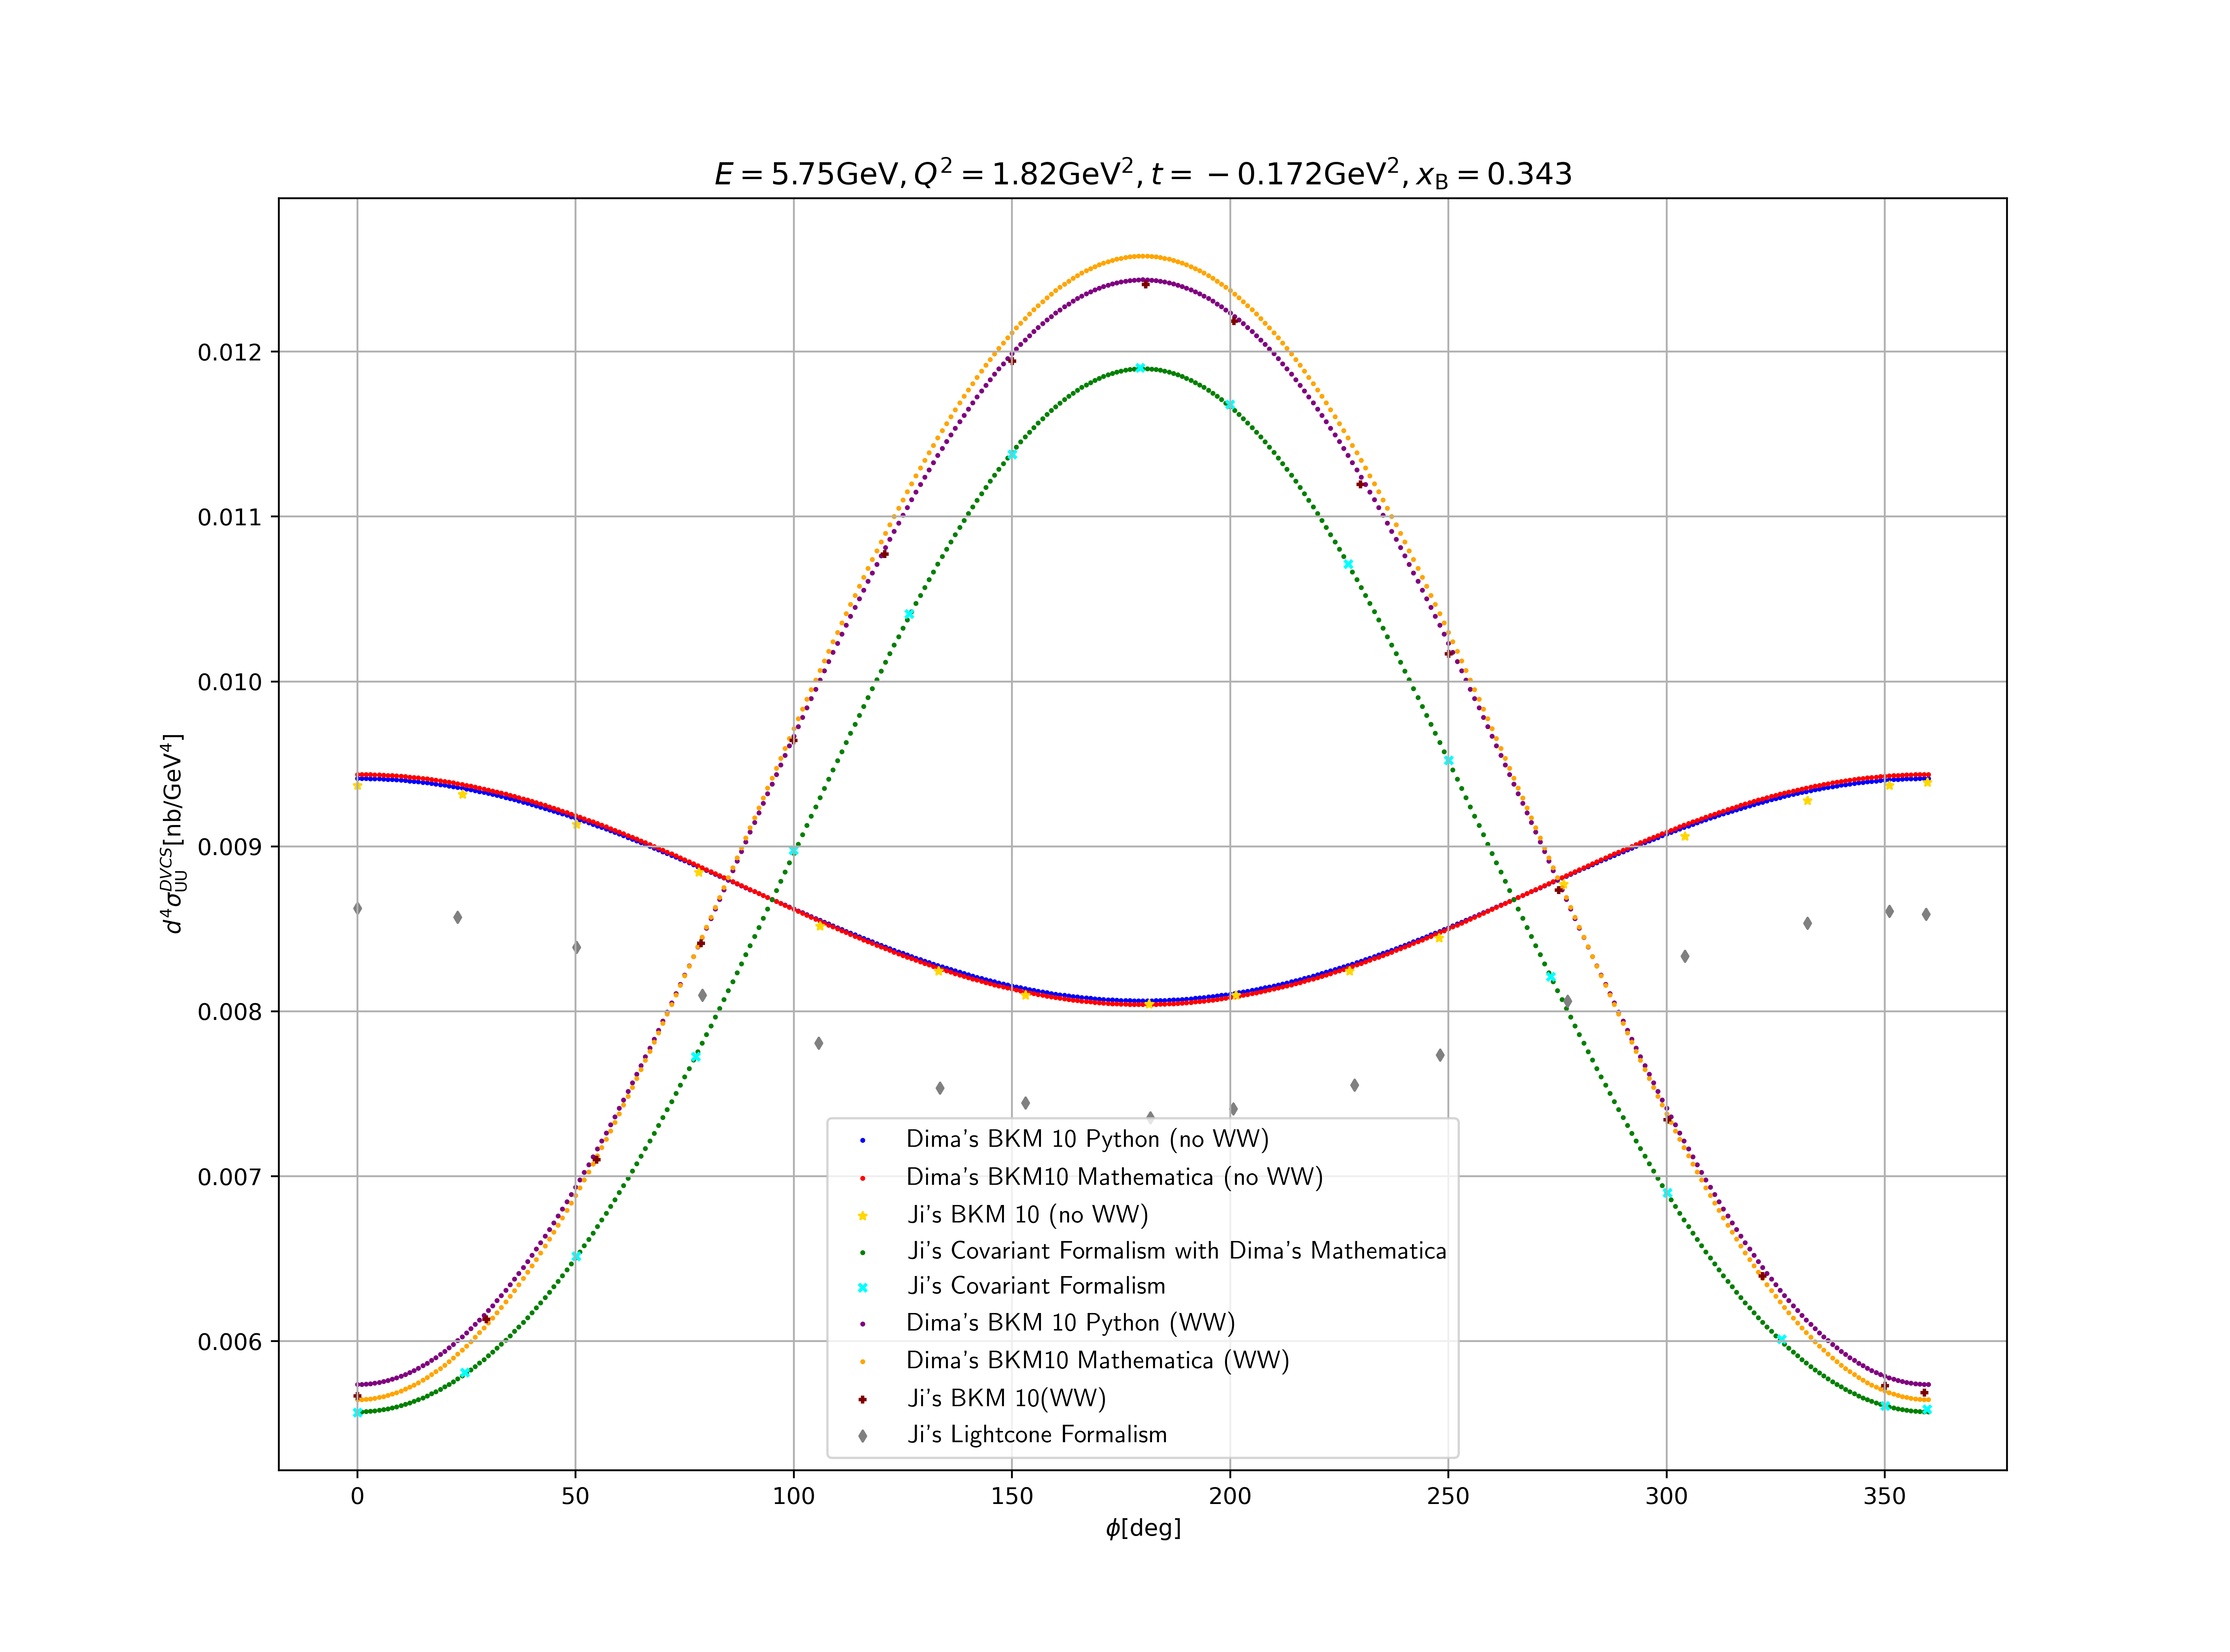 E = 5.75GeV, Q² = 1.82GeV², t = −0.172GeV², x_B = 0.343
d⁴σ_UU^DVCS[nb/GeV⁴]
0.012
0.011
0.010
0.009
0.008
0.007
0.006
Dima's BKM 10 Python (no WW)
Dima's BKM10 Mathematica (no WW)
Ji's BKM 10 (no WW)
Ji's Covariant Formalism with Dima's Mathematica
Ji's Covariant Formalism
Dima's BKM 10 Python (WW)
Dima's BKM10 Mathematica (WW)
Ji's BKM 10(WW)
Ji's Lightcone Formalism
0 50 100 150 200 250 300 350
ϕ[deg]